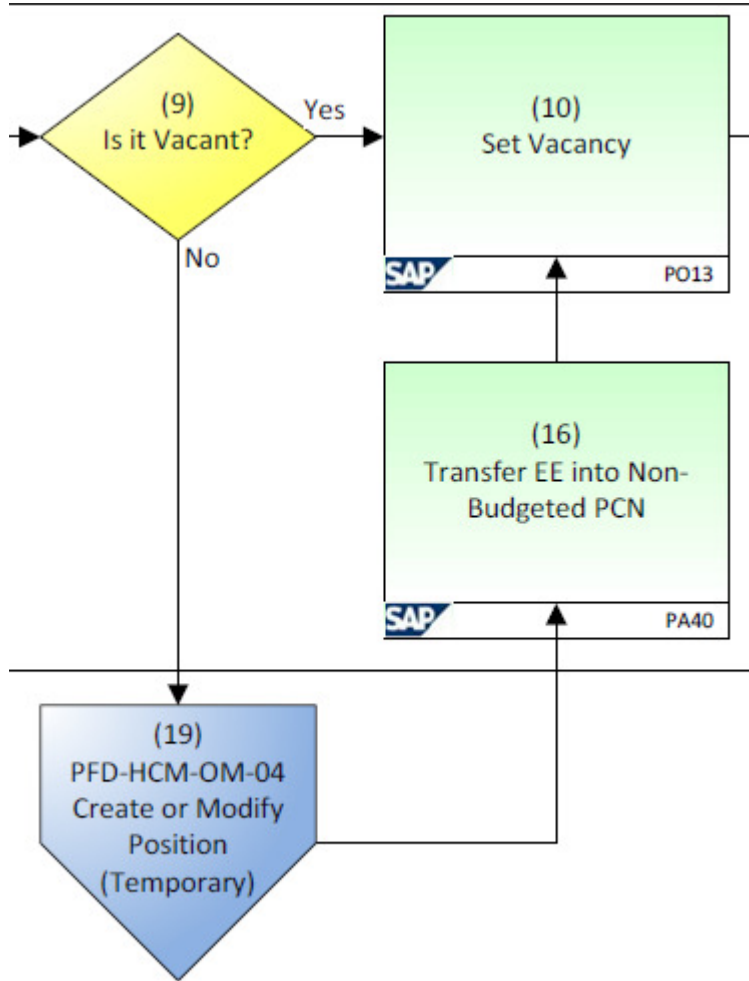 (9)
Is it Vacant?
Yes
(10)
Set Vacancy
No
SAP
PO13
(16)
Transfer EE into Non-
Budgeted PCN
SAP
PA40
(19)
PFD-HCM-OM-04
Create or Modify
Position
(Temporary)